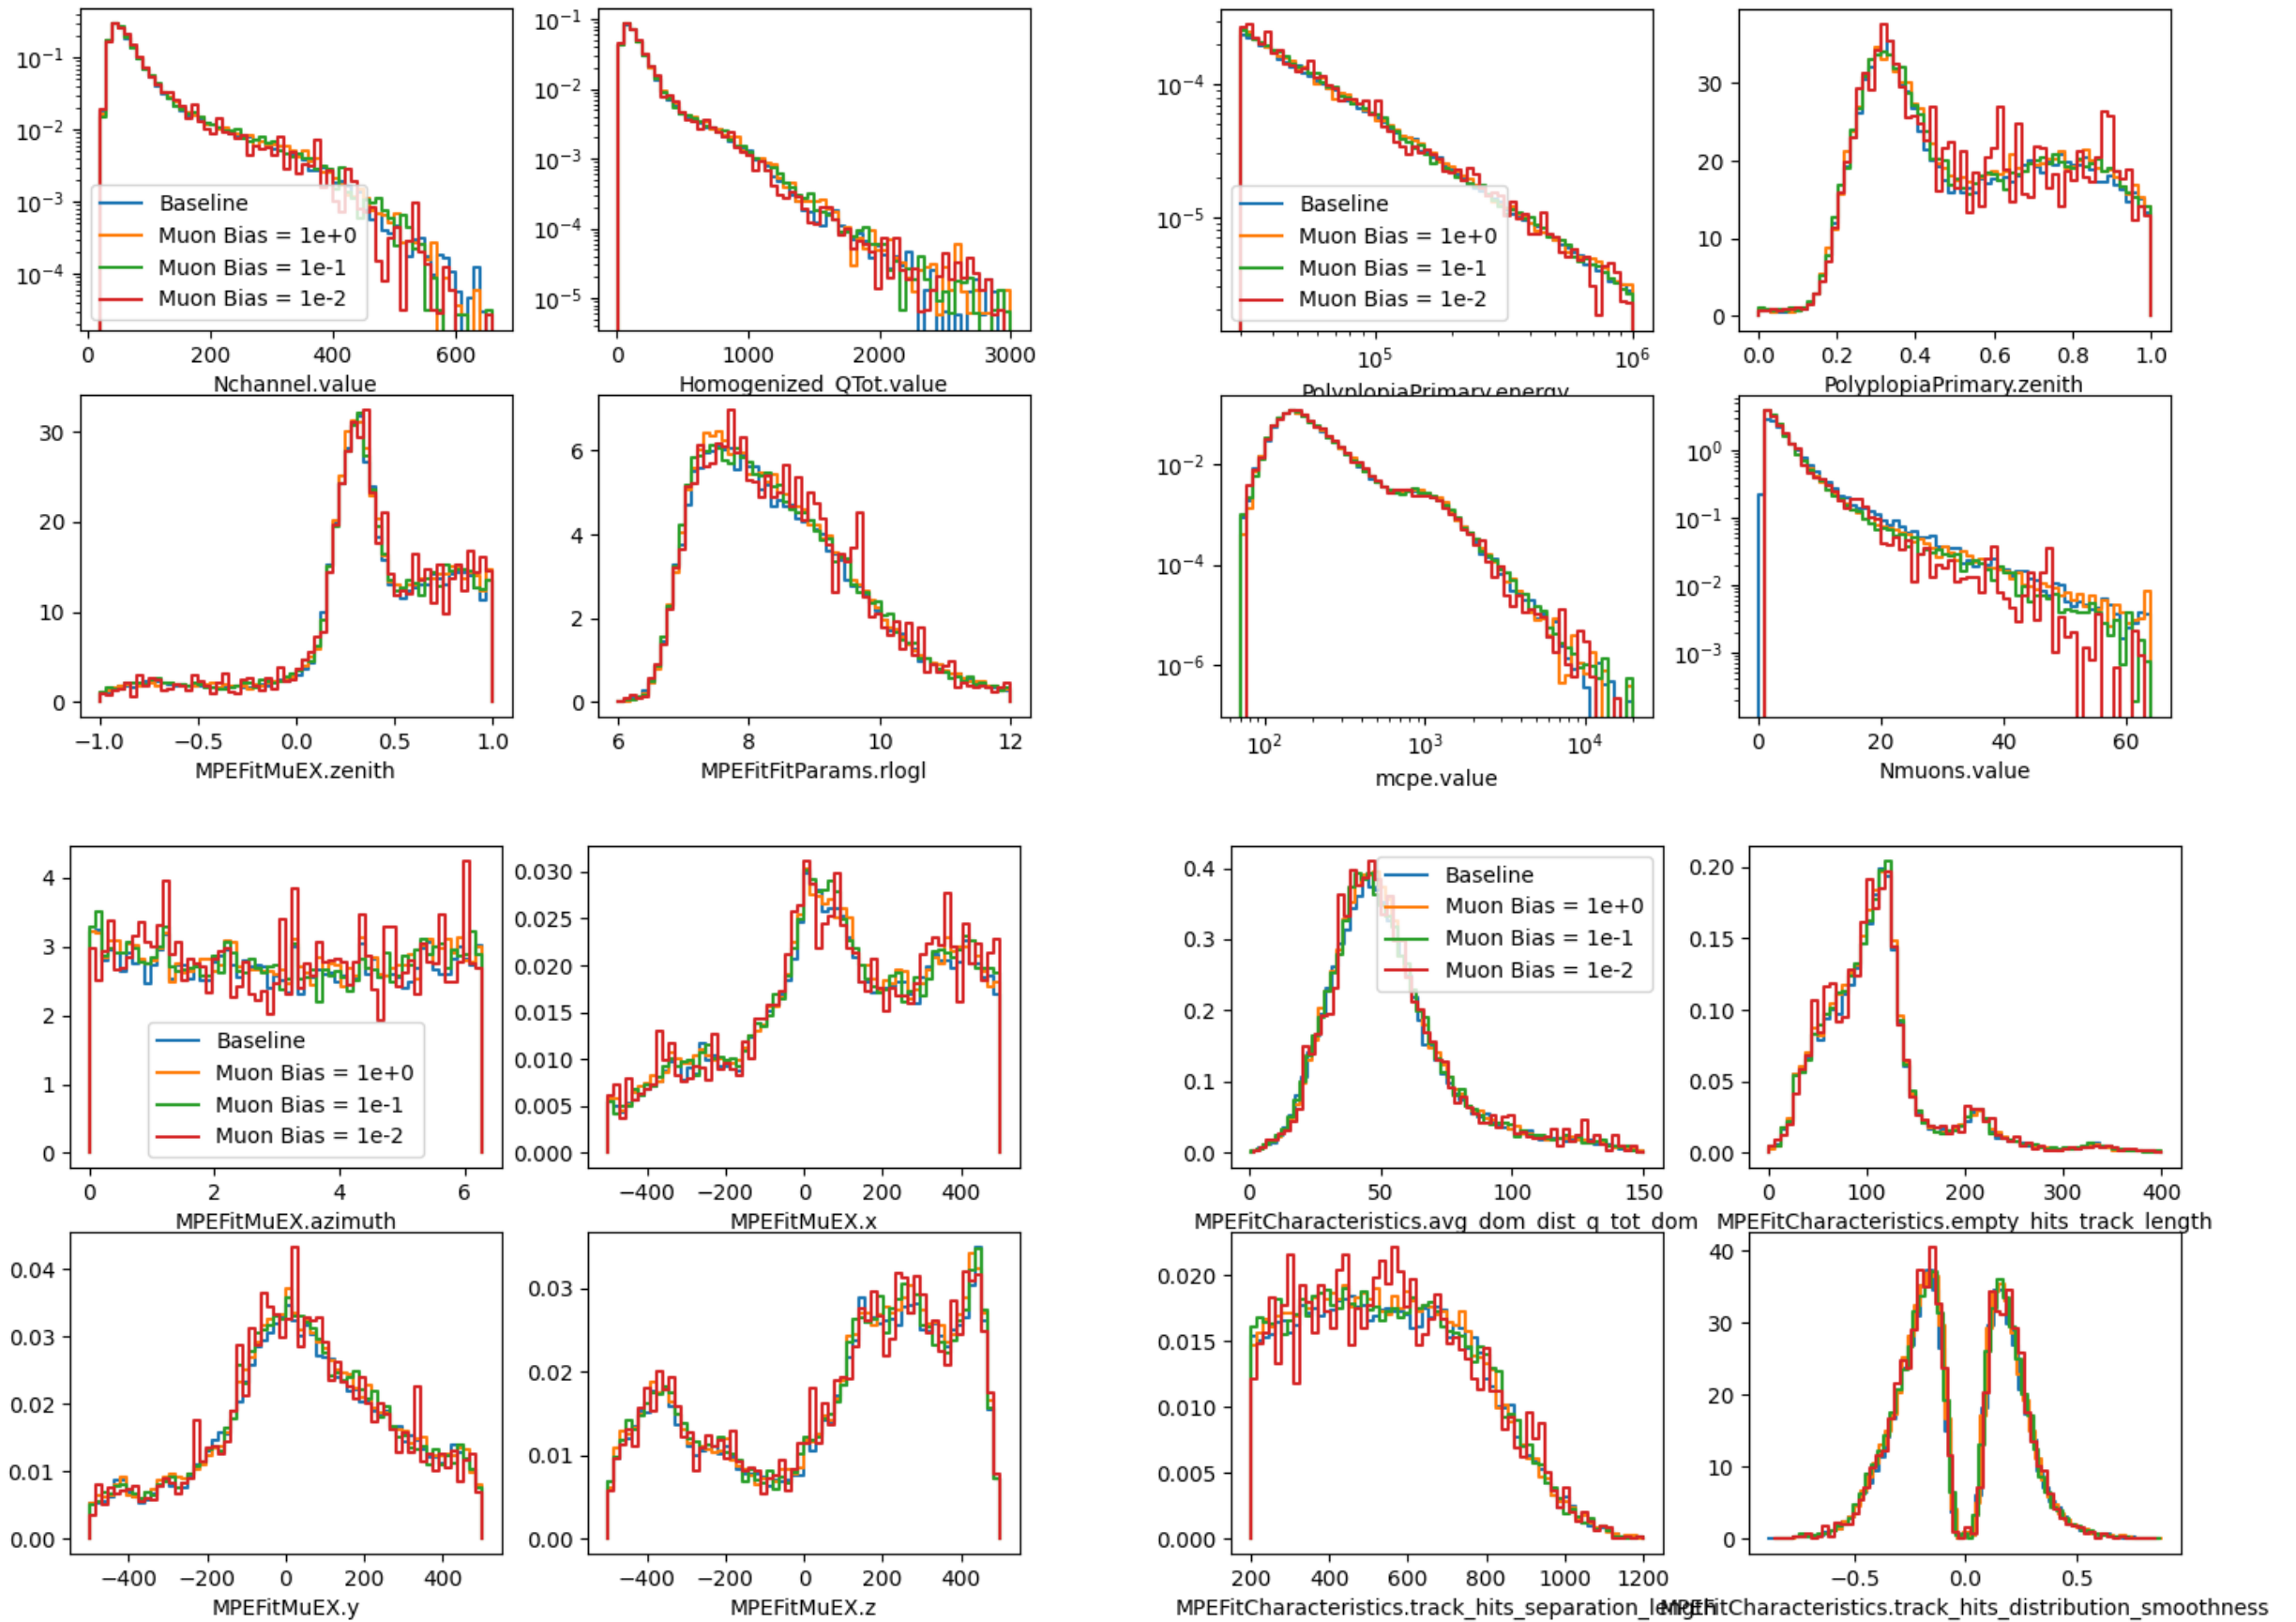 10⁻¹
10⁻²
10⁻³
10⁻⁴
Baseline
Muon Bias = 1e+0
Muon Bias = 1e-1
Muon Bias = 1e-2
0 200 400 600
Nchannel.value
10⁻¹
10⁻²
10⁻³
10⁻⁴
10⁻⁵
0 1000 2000 3000
Homogenized_QTot.value
10⁻⁴
10⁻⁵
Baseline
Muon Bias = 1e+0
Muon Bias = 1e-1
Muon Bias = 1e-2
10⁵ 10⁶
PolyplopiaPrimary.energy
30
20
10
0
0.0 0.2 0.4 0.6 0.8 1.0
PolyplopiaPrimary.zenith
30
20
10
0
−1.0 −0.5 0.0 0.5 1.0
MPEFitMuEX.zenith
6
4
2
0
6 8 10 12
MPEFitFitParams.rlogl
10⁻²
10⁻⁴
10⁻⁶
10² 10³ 10⁴
mcpe.value
10⁰
10⁻¹
10⁻²
10⁻³
0 20 40 60
Nmuons.value
4
3
2
1
0
Baseline
Muon Bias = 1e+0
Muon Bias = 1e-1
Muon Bias = 1e-2
0 2 4 6
MPEFitMuEX.azimuth
0.030
0.025
0.020
0.015
0.010
0.005
0.000
−400 −200 0 200 400
MPEFitMuEX.x
0.4
0.3
0.2
0.1
0.0
Baseline
Muon Bias = 1e+0
Muon Bias = 1e-1
Muon Bias = 1e-2
0 50 100 150
MPEFitCharacteristics.avg_dom_dist_q_tot_dom
0.20
0.15
0.10
0.05
0.00
0 100 200 300 400
MPEFitCharacteristics.empty_hits_track_length
0.04
0.03
0.02
0.01
0.00
−400 −200 0 200 400
MPEFitMuEX.y
0.03
0.02
0.01
0.00
−400 −200 0 200 400
MPEFitMuEX.z
0.020
0.015
0.010
0.005
0.000
200 400 600 800 1000 1200
MPEFitCharacteristics.track_hits_separation_length
40
30
20
10
0
−0.5 0.0 0.5
MPEFitCharacteristics.track_hits_distribution_smoothness